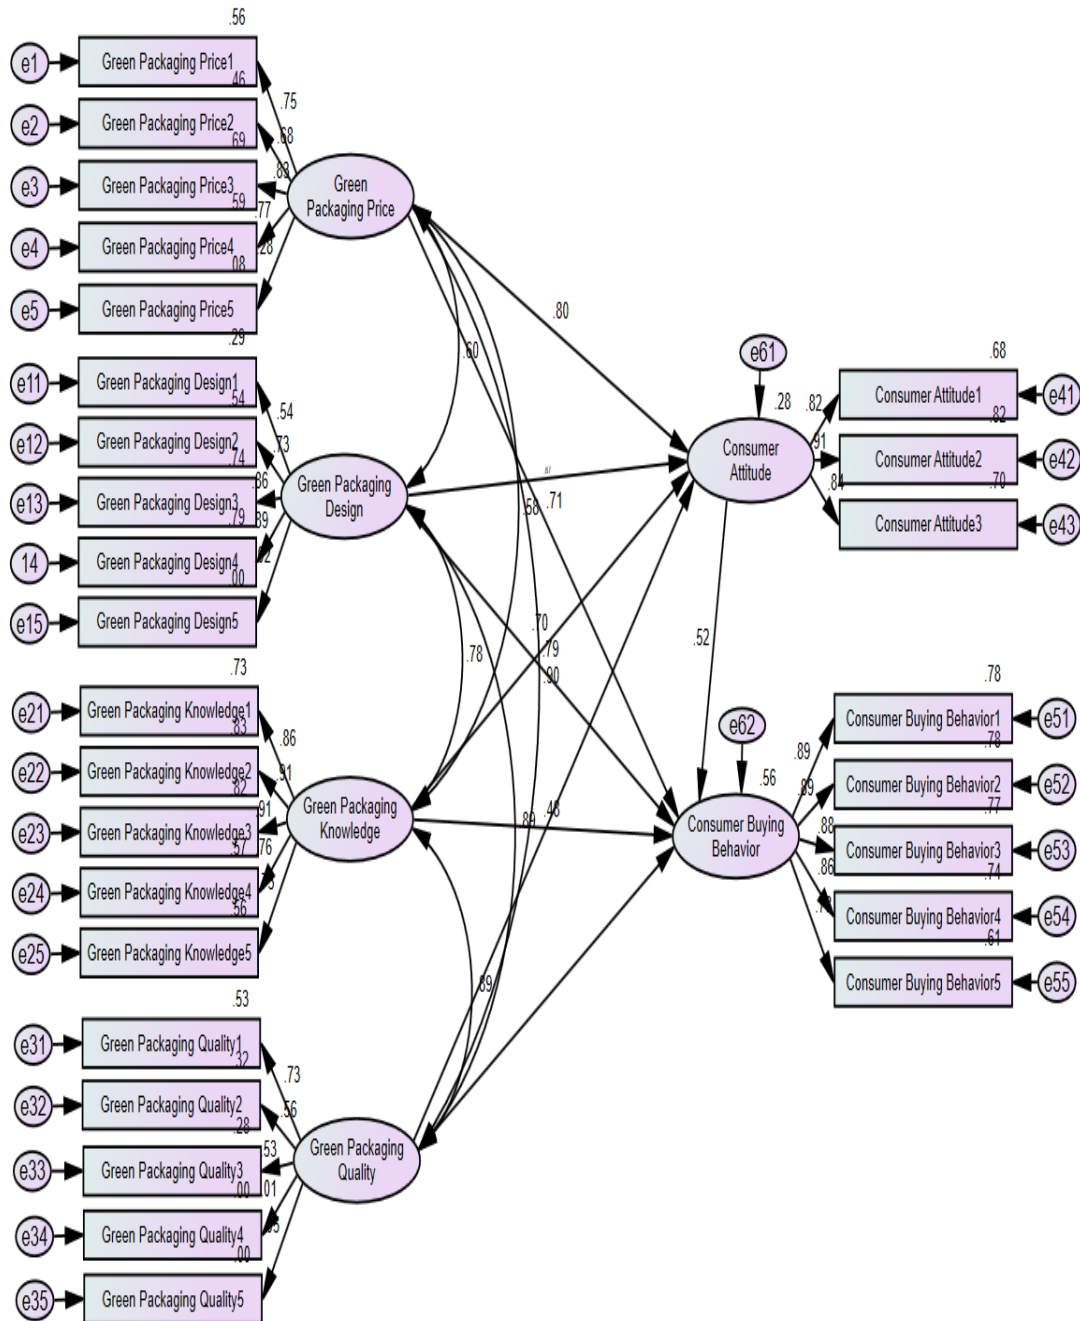 .56
e1
Green Packaging Price1
.46
.75
e2
Green Packaging Price2
.69
.68
e3
Green Packaging Price3
.83
.59
.77
e4
Green Packaging Price4
.28
.08
e5
Green Packaging Price5
Green
Packaging Price
.29
e11
Green Packaging Design1
.54
.54
e12
Green Packaging Design2
.73
.74
e13
Green Packaging Design3
.86
.79
.89
14
Green Packaging Design4
.00
e15
Green Packaging Design5
Green Packaging
Design
.73
e21
Green Packaging Knowledge1
.83
.86
e22
Green Packaging Knowledge2
.82
.91
e23
Green Packaging Knowledge3
.91
.57
.76
e24
Green Packaging Knowledge4
.56
.75
e25
Green Packaging Knowledge5
Green Packaging
Knowledge
.53
e31
Green Packaging Quality1
.32
.73
e32
Green Packaging Quality2
.28
.56
e33
Green Packaging Quality3
.53
.00
.01
e34
Green Packaging Quality4
.00
e35
Green Packaging Quality5
Green Packaging
Quality
.80
.60
.58
.71
.70
.79
.90
.78
.89
.48
.89
.52
e61
.28
Consumer
Attitude
.82
.91
.84
.68
Consumer Attitude1
e41
.82
Consumer Attitude2
e42
.70
Consumer Attitude3
e43
e62
.56
Consumer Buying
Behavior
.89
.89
.88
.86
.78
Consumer Buying Behavior1
e51
.78
Consumer Buying Behavior2
e52
.77
Consumer Buying Behavior3
e53
.74
Consumer Buying Behavior4
e54
.61
Consumer Buying Behavior5
e55